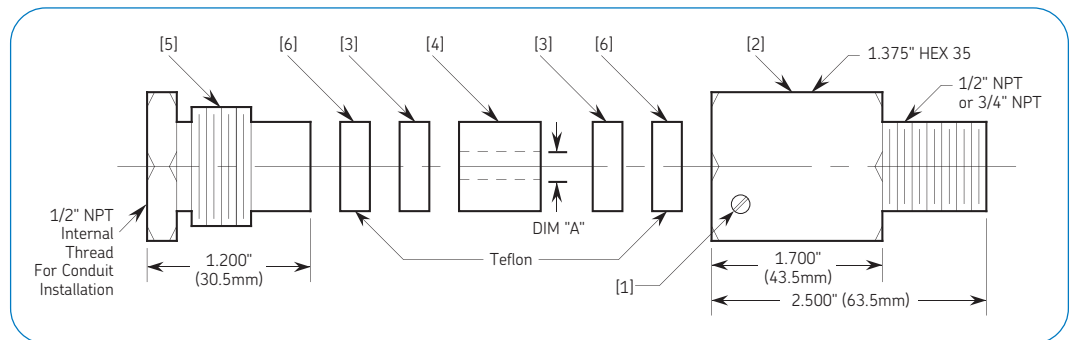 [5]
[6]
[3]
[4]
[3]
[6]
[2]
1.375" HEX 35
1/2" NPT
or 3/4" NPT
1/2" NPT
Internal
Thread
For Conduit
Installation
1.200"
(30.5mm)
Teflon
DIM "A"
[1]
1.700"
(43.5mm)
2.500" (63.5mm)